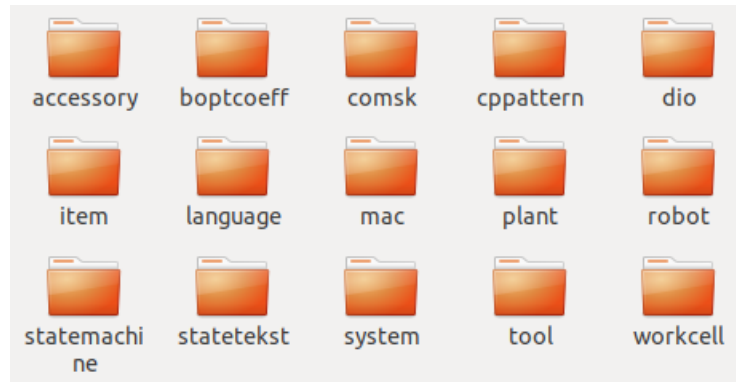 accessory boptcoeff comsk cppattern dio
item language mac plant robot
statemachi statetekst system tool workcell
ne